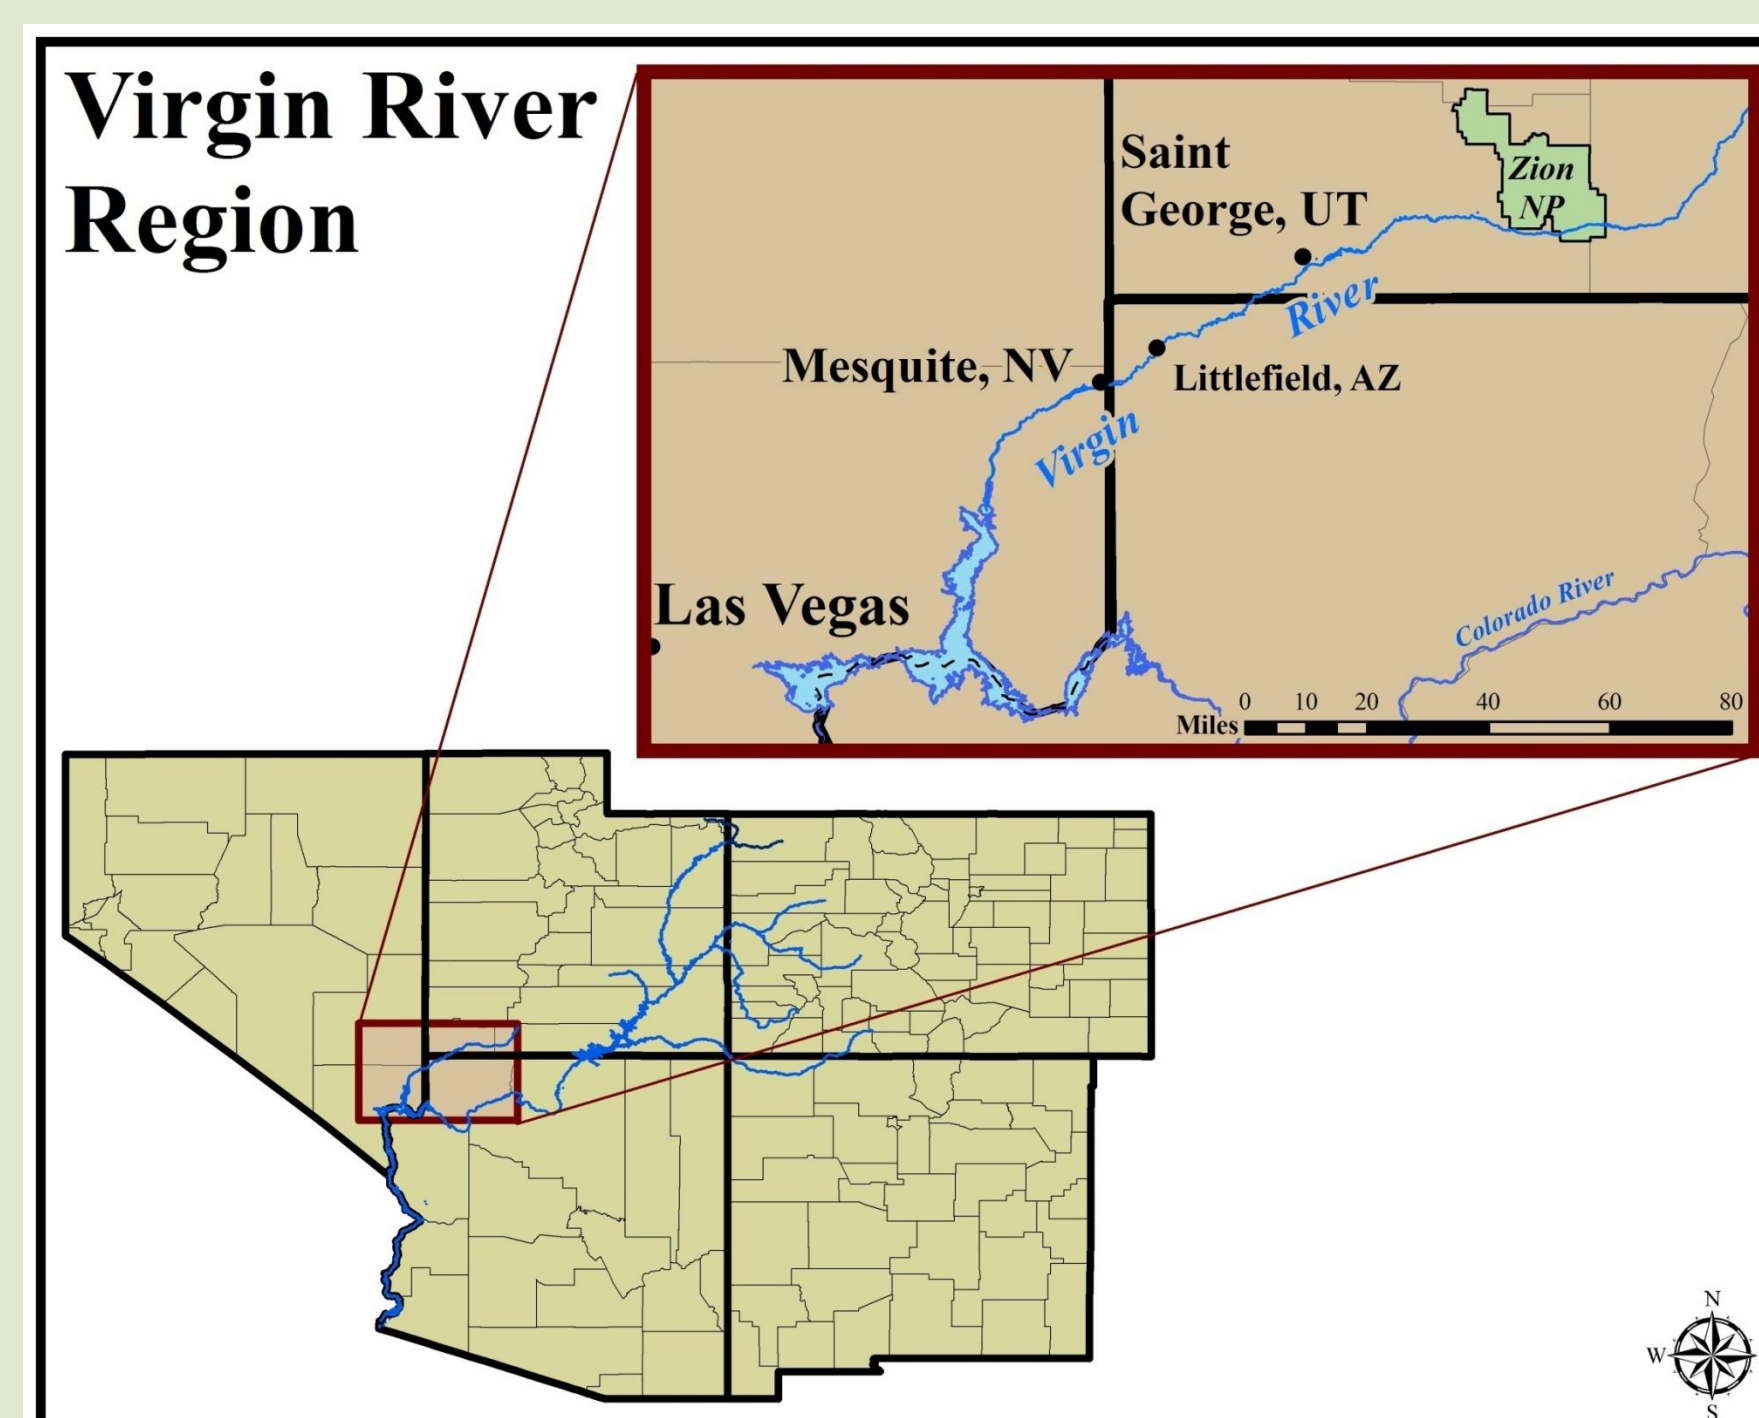 Virgin River
Region
Saint
George, UT
Zion
NP
River
Mesquite, NV
Littlefield, AZ
Virgin
Las Vegas
Colorado River
0 10 20 40 60 80
Miles
N
W
S